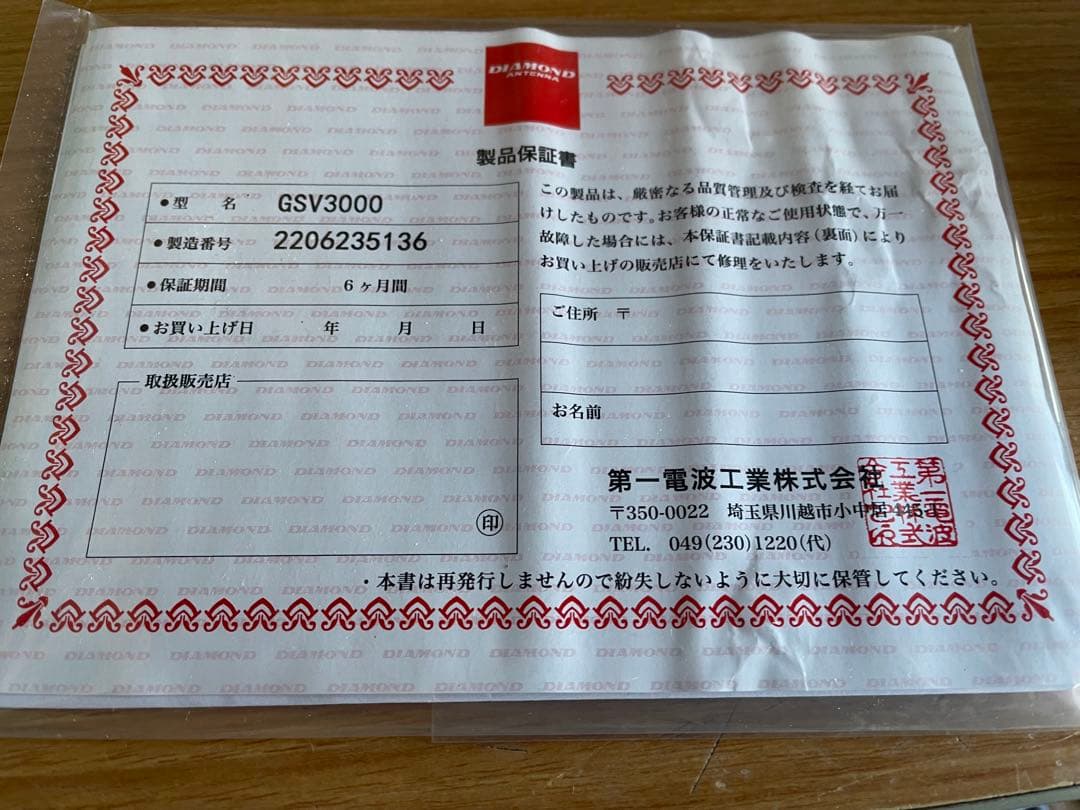 DIAMOND
ANTENNA
製品保証書
●型 名 GSV3000
●製造番号 2206235136
●保証期間 6ヶ月間
●お買い上げ日 年 月 日
取扱販売店
印
この製品は、厳密なる品質管理及び検査を経てお届
けしたものです。お客様の正常なご使用状態で、万一
故障した場合には、本保証書記載内容(裏面)により
お買い上げの販売店にて修理をいたします。
ご住所 〒
お名前
第一電波工業株式会社
〒350-0022 埼玉県川越市小中居445-1
TEL. 049(230)1220(代)
・本書は再発行しませんので紛失しないように大切に保管してください。